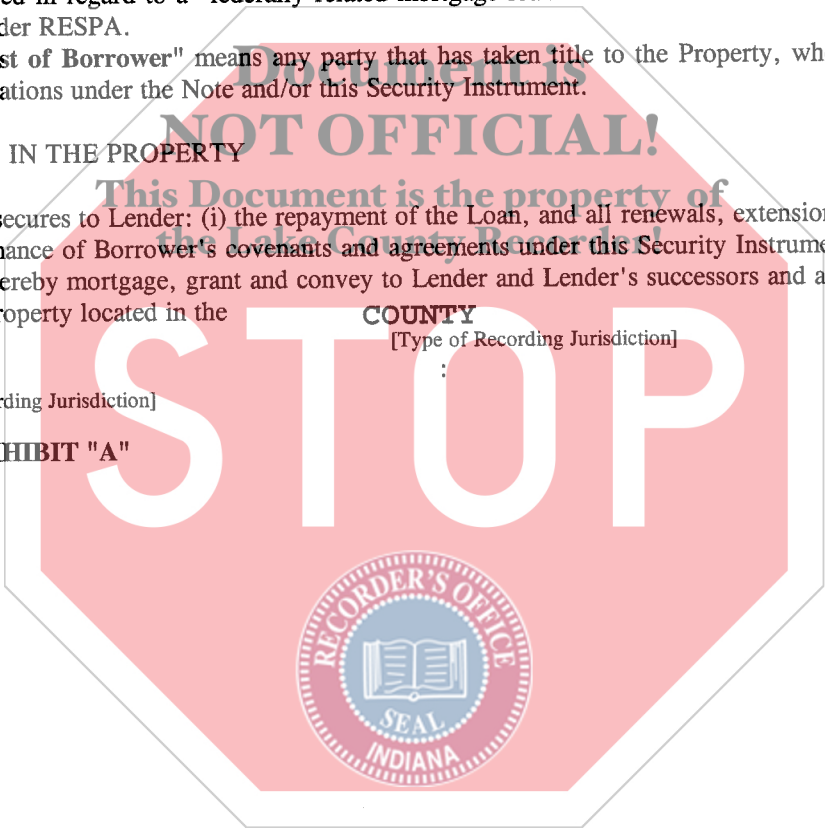 der RESPA.
st of Borrower" means any party that has taken title to the Property, wh
ations under the Note and/or this Security Instrument.
Document is
NOT OFFICIAL!
IN THE PROPERTY
This Document is the property of
the Lake County Recorder!
secures to Lender: (i) the repayment of the Loan, and all renewals, extension
nance of Borrower's covenants and agreements under this Security Instrume
ereby mortgage, grant and convey to Lender and Lender's successors and a
roperty located in the COUNTY
[Type of Recording Jurisdiction]
:
rding Jurisdiction]
HIBIT "A"
STOP
RECORDER'S OFFICE
SEAL
INDIANA